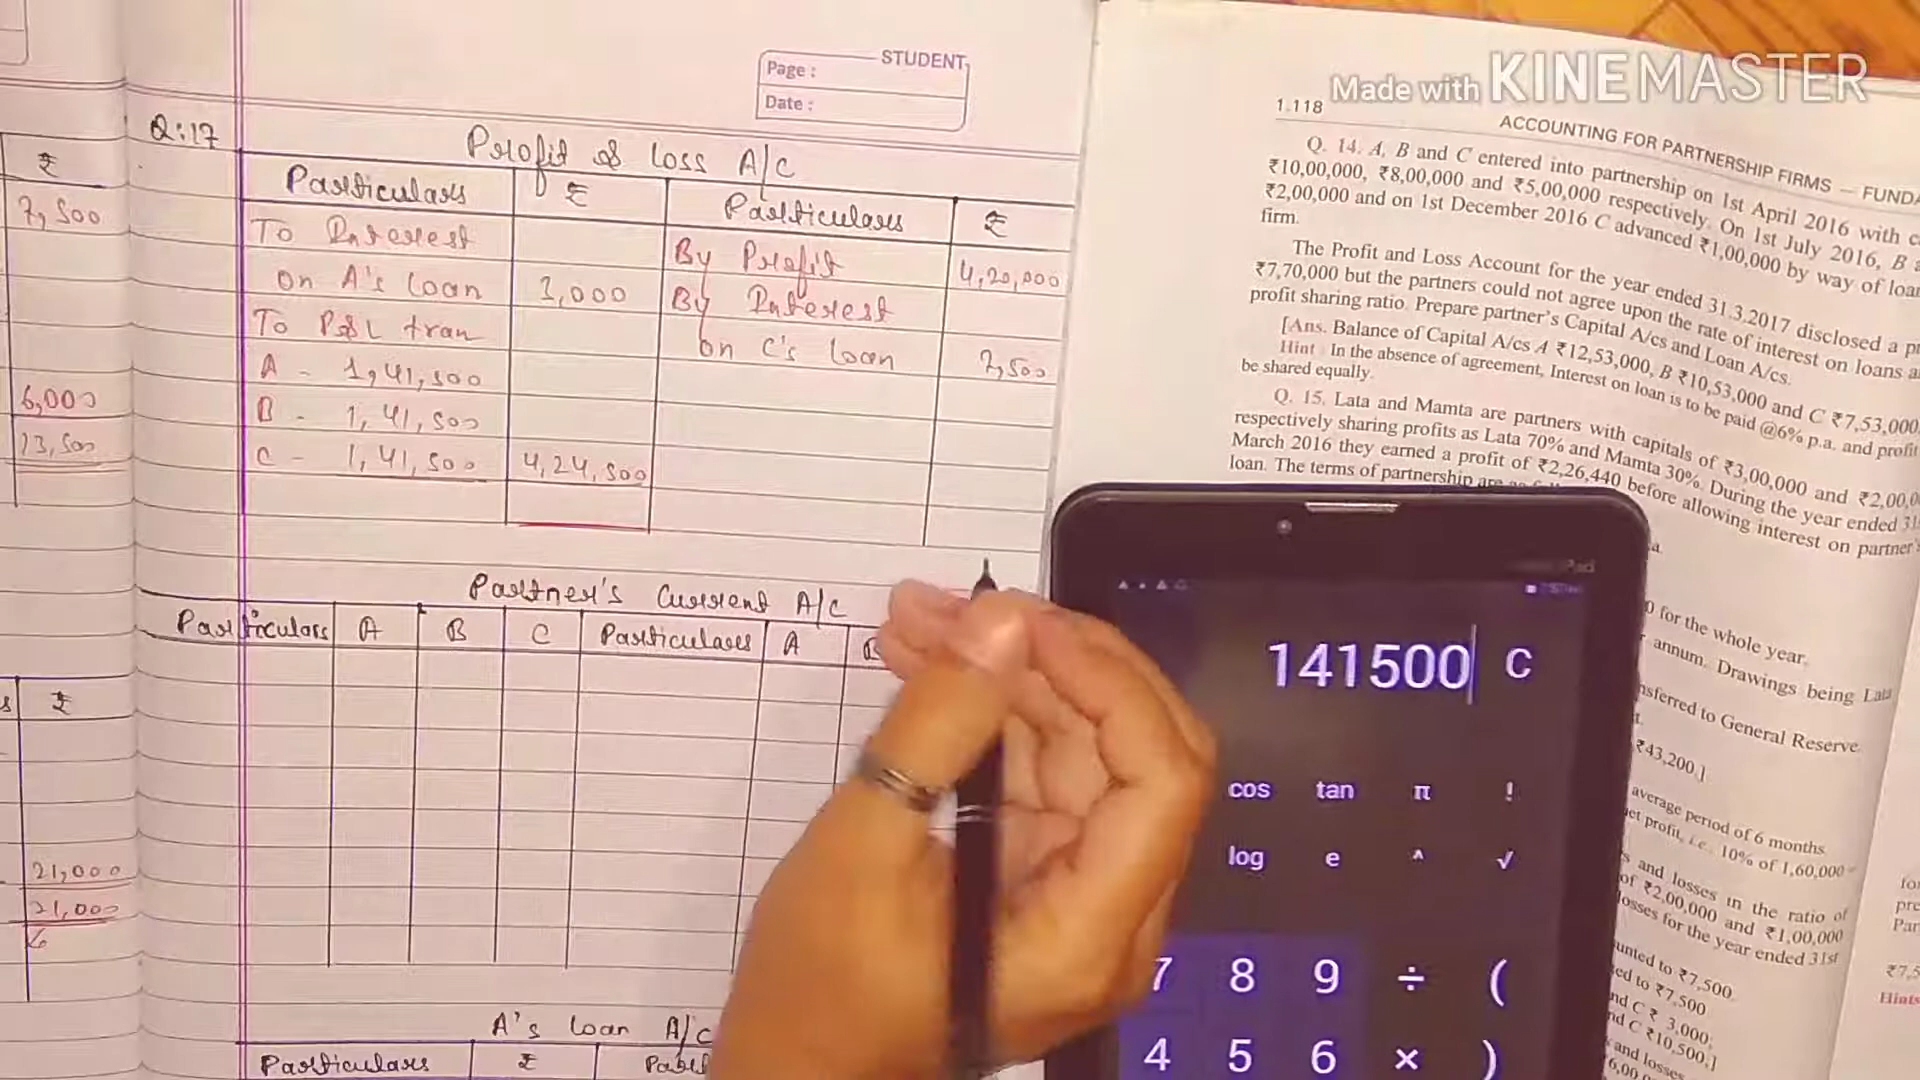 Made with KINEMASTER
STUDENT
Page :
Date :
Q:17
Profit & Loss A/C
Particulars ₹ Particulars ₹
To Interest
on A's loan 3,000
To P&L tran
A - 1,41,500
B - 1,41,500
C - 1,41,500 4,24,500
By Profit 4,20,000
By Interest
on C's loan 7,500
Partner's Current A/C
Particulars A B C Particulars A B
A's loan A/C
Particulars ₹
₹
7,500
6,000
13,500
₹
21,000
21,000
1.118
ACCOUNTING FOR PARTNERSHIP FIRMS — FUNDA
Q. 14. A, B and C entered into partnership on 1st April 2016 with c
₹10,00,000, ₹8,00,000 and ₹5,00,000 respectively. On 1st July 2016, B
₹2,00,000 and on 1st December 2016 C advanced ₹1,00,000 by way of loan
firm.
The Profit and Loss Account for the year ended 31.3.2017 disclosed a p
₹7,70,000 but the partners could not agree upon the rate of interest on loans a
profit sharing ratio. Prepare partner's Capital A/cs and Loan A/cs.
[Ans. Balance of Capital A/cs A ₹12,53,000, B ₹10,53,000 and C ₹7,53,000
Hint : In the absence of agreement, Interest on loan is to be paid @6% p.a. and profit
be shared equally.
Q. 15. Lata and Mamta are partners with capitals of ₹3,00,000 and ₹2,00,0
respectively sharing profits as Lata 70% and Mamta 30%. During the year ended 31
March 2016 they earned a profit of ₹2,26,440 before allowing interest on partner's
loan. The terms of partnership are
0 for the whole year.
annum. Drawings being Lata
nsferred to General Reserve
₹43,200.]
average period of 6 months.
et profit, i.e., 10% of 1,60,000
s and losses in the ratio of
of ₹2,00,000 and ₹1,00,000
losses for the year ended 31st
unted to ₹7,500
ed to ₹7,500
nd C ₹ 3,000;
nd C ₹10,500.]
and losses
Hints
141500 C
cos tan π !
log e ^ √
7 8 9 ÷ (
4 5 6 × )